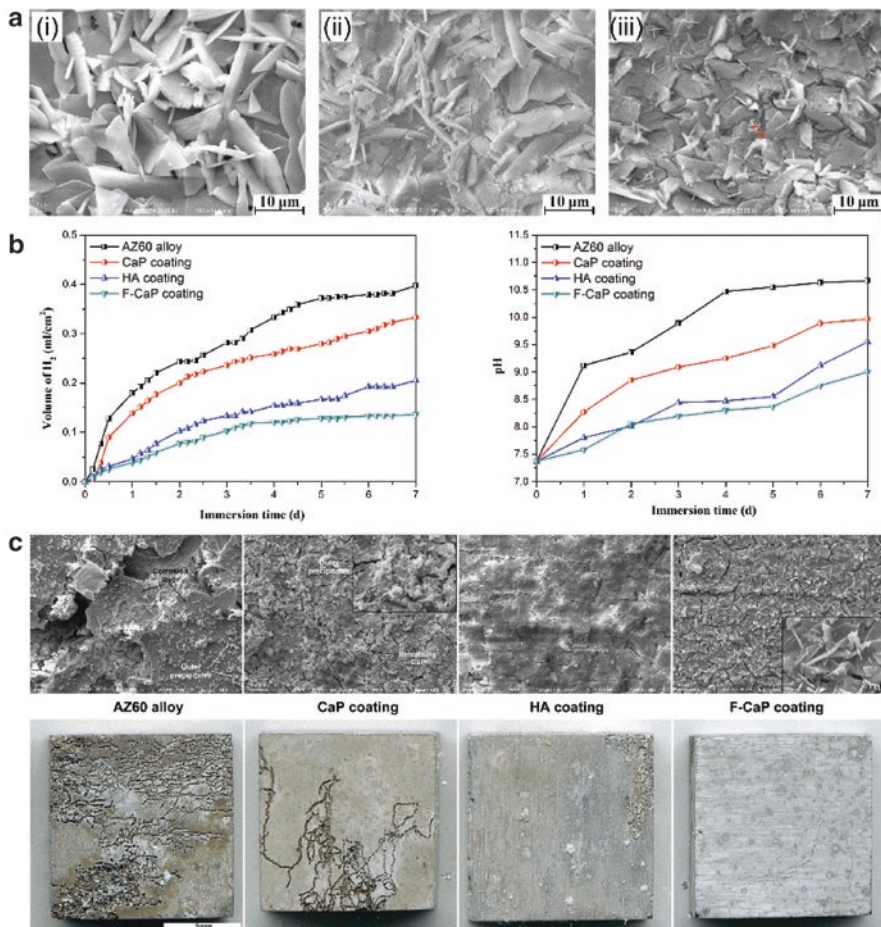 a
(i)
(ii)
(iii)
10 μm
10 μm
10 μm
b
AZ60 alloy
CaP coating
HA coating
F-CaP coating
Volume of H2 (ml/cm2)
0.5
0.4
0.3
0.2
0.1
0.0
0 1 2 3 4 5 6 7
Immersion time (d)
AZ60 alloy
CaP coating
HA coating
F-CaP coating
pH
11.5
11.0
10.5
10.0
9.5
9.0
8.5
8.0
7.5
7.0
0 1 2 3 4 5 6 7
Immersion time (d)
c
Outer
precipitates
Outer
precipitates
AZ60 alloy
CaP coating
HA coating
F-CaP coating